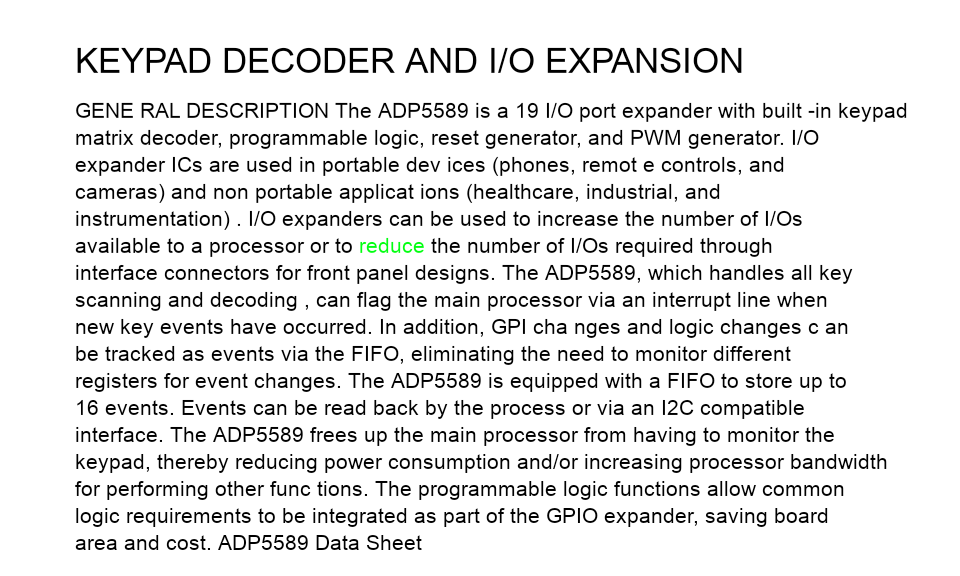 KEYPAD DECODER AND I/O EXPANSION
GENE RAL DESCRIPTION The ADP5589 is a 19 I/O port expander with built -in keypad
matrix decoder, programmable logic, reset generator, and PWM generator. I/O
expander ICs are used in portable dev ices (phones, remot e controls, and
cameras) and non portable applicat ions (healthcare, industrial, and
instrumentation) . I/O expanders can be used to increase the number of I/Os
available to a processor or to reduce the number of I/Os required through
interface connectors for front panel designs. The ADP5589, which handles all key
scanning and decoding , can flag the main processor via an interrupt line when
new key events have occurred. In addition, GPI cha nges and logic changes c an
be tracked as events via the FIFO, eliminating the need to monitor different
registers for event changes. The ADP5589 is equipped with a FIFO to store up to
16 events. Events can be read back by the process or via an I2C compatible
interface. The ADP5589 frees up the main processor from having to monitor the
keypad, thereby reducing power consumption and/or increasing processor bandwidth
for performing other func tions. The programmable logic functions allow common
logic requirements to be integrated as part of the GPIO expander, saving board
area and cost. ADP5589 Data Sheet